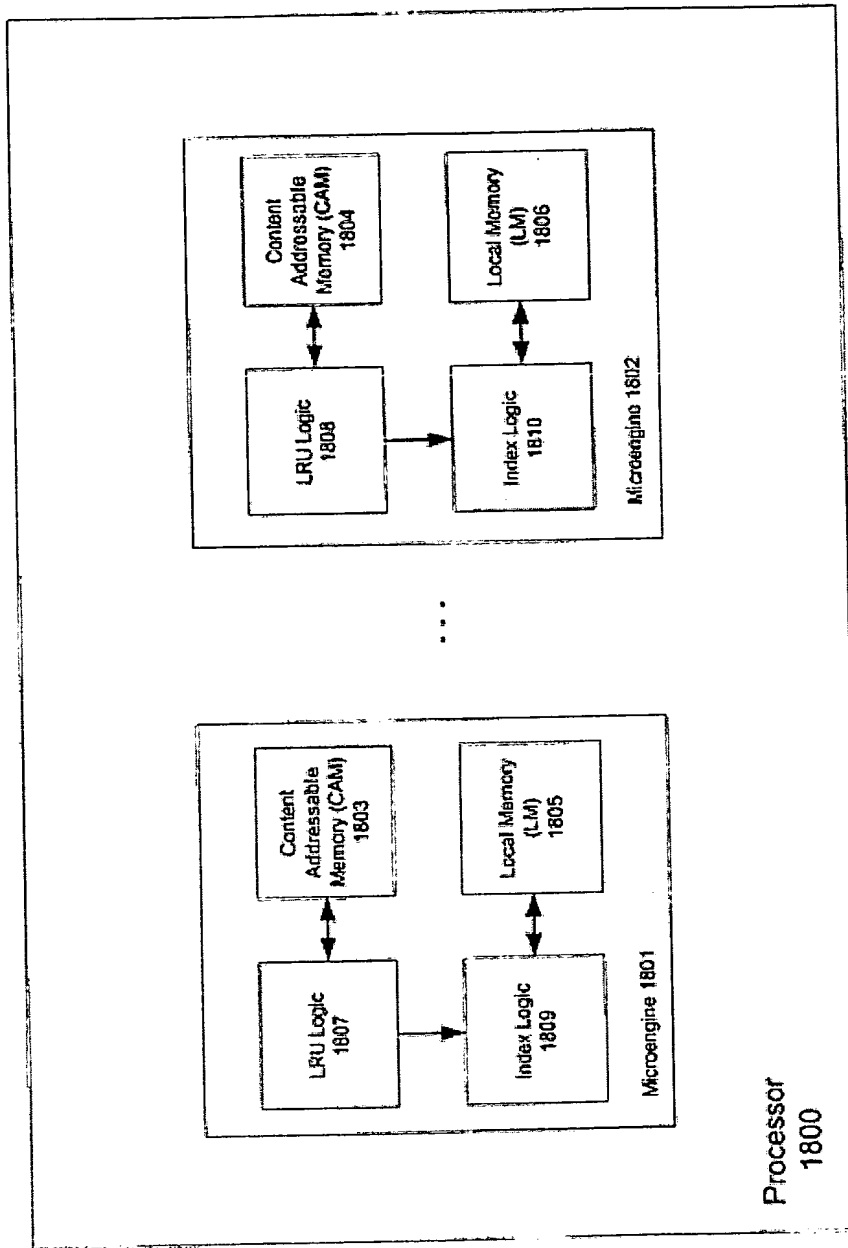 Content
Addressable
Memory (CAM)
1803
LRU Logic
1807
Local Memory
(LM)
1805
Index Logic
1809
Microengine 1801
...
Content
Addressable
Memory (CAM)
1804
LRU Logic
1808
Local Memory
(LM)
1806
Index Logic
1810
Microengine 1802
Processor
1800